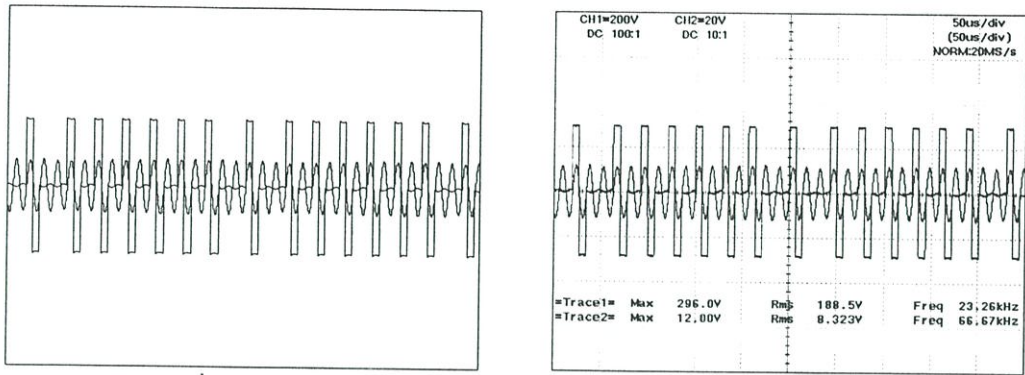 CH1=200V CH2=20V 50us/div
DC 100:1 DC 10:1 (50us/div)
NORM:20MS/s
=Trace1= Max 296.0V Rms 188.5V Freq 23.26kHz
=Trace2= Max 12.00V Rms 8.323V Freq 66.67kHz